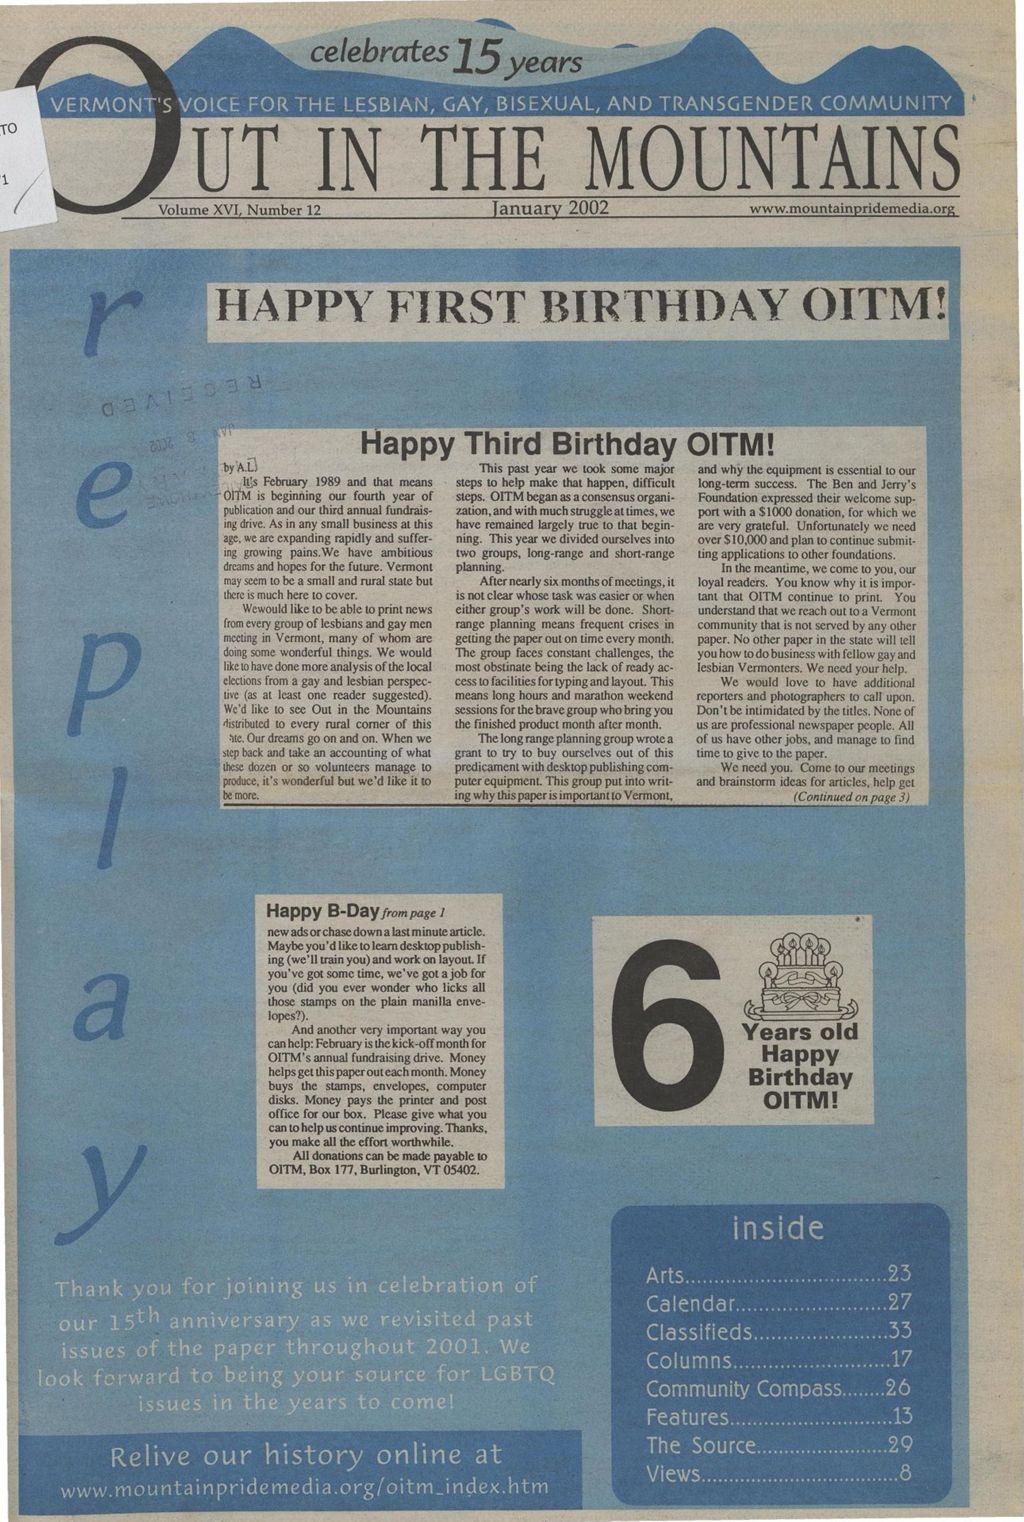 celebrates 15 years
VERMONT'S VOICE FOR THE LESBIAN, GAY, BISEXUAL, AND TRANSGENDER COMMUNITY
OUT IN THE MOUNTAINS
Volume XVI, Number 12 January 2002 www.mountainpridemedia.org
TO
replay
HAPPY FIRST BIRTHDAY OITM!
RECEIVED
JAN 8 2002
Happy Third Birthday OITM!
by A.L.
It's February 1989 and that means
OITM is beginning our fourth year of
publication and our third annual fundrais-
ing drive. As in any small business at this
age, we are expanding rapidly and suffer-
ing growing pains.We have ambitious
dreams and hopes for the future. Vermont
may seem to be a small and rural state but
there is much here to cover.
Wewould like to be able to print news
from every group of lesbians and gay men
meeting in Vermont, many of whom are
doing some wonderful things. We would
like to have done more analysis of the local
elections from a gay and lesbian perspec-
tive (as at least one reader suggested).
We'd like to see Out in the Mountains
distributed to every rural corner of this
ate. Our dreams go on and on. When we
step back and take an accounting of what
these dozen or so volunteers manage to
produce, it's wonderful but we'd like it to
be more.
This past year we took some major
steps to help make that happen, difficult
steps. OITM began as a consensus organi-
zation, and with much struggle at times, we
have remained largely true to that begin-
ning. This year we divided ourselves into
two groups, long-range and short-range
planning.
After nearly six months of meetings, it
is not clear whose task was easier or when
either group's work will be done. Short-
range planning means frequent crises in
getting the paper out on time every month.
The group faces constant challenges, the
most obstinate being the lack of ready ac-
cess to facilities for typing and layout. This
means long hours and marathon weekend
sessions for the brave group who bring you
the finished product month after month.
The long range planning group wrote a
grant to try to buy ourselves out of this
predicament with desktop publishing com-
puter equipment. This group put into writ-
ing why this paper is important to Vermont,
and why the equipment is essential to our
long-term success. The Ben and Jerry's
Foundation expressed their welcome sup-
port with a $1000 donation, for which we
are very grateful. Unfortunately we need
over $10,000 and plan to continue submit-
ting applications to other foundations.
In the meantime, we come to you, our
loyal readers. You know why it is impor-
tant that OITM continue to print. You
understand that we reach out to a Vermont
community that is not served by any other
paper. No other paper in the state will tell
you how to do business with fellow gay and
lesbian Vermonters. We need your help.
We would love to have additional
reporters and photographers to call upon.
Don't be intimidated by the titles. None of
us are professional newspaper people. All
of us have other jobs, and manage to find
time to give to the paper.
We need you. Come to our meetings
and brainstorm ideas for articles, help get
(Continued on page 3)
Happy B-Day from page 1
new ads or chase down a last minute article.
Maybe you'd like to learn desktop publish-
ing (we'll train you) and work on layout. If
you've got some time, we've got a job for
you (did you ever wonder who licks all
those stamps on the plain manilla enve-
lopes?).
And another very important way you
can help: February is the kick-off month for
OITM's annual fundraising drive. Money
helps get this paper out each month. Money
buys the stamps, envelopes, computer
disks. Money pays the printer and post
office for our box. Please give what you
can to help us continue improving. Thanks,
you make all the effort worthwhile.
All donations can be made payable to
OITM, Box 177, Burlington, VT 05402.
6
Years old
Happy
Birthday
OITM!
Thank you for joining us in celebration of
our 15th anniversary as we revisited past
issues of the paper throughout 2001. We
look forward to being your source for LGBTQ
issues in the years to come!
Relive our history online at
www.mountainpridemedia.org/oitm_index.htm
inside
Arts..............................23
Calendar.......................27
Classifieds....................33
Columns........................17
Community Compass.......26
Features........................13
The Source....................29
Views.............................8